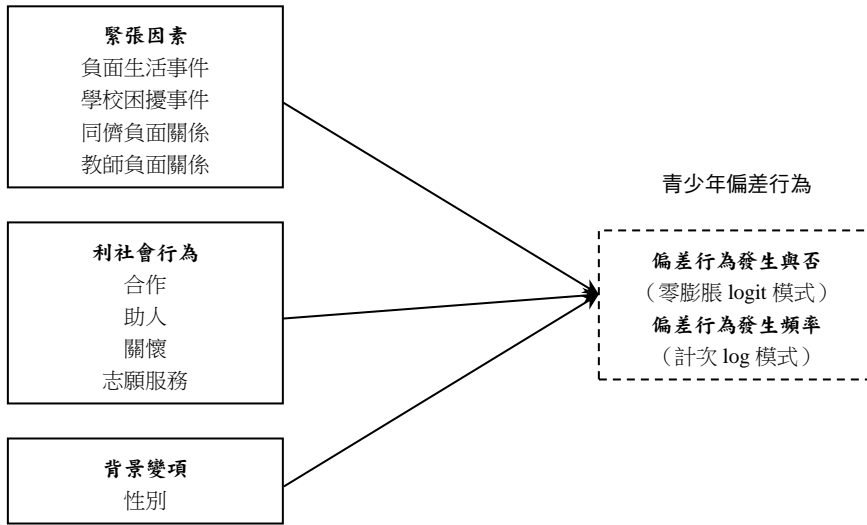 緊張因素
負面生活事件
學校困擾事件
同儕負面關係
教師負面關係
利社會行為
合作
助人
關懷
志願服務
背景變項
性別
青少年偏差行為
偏差行為發生與否
（零膨脹 logit 模式）
偏差行為發生頻率
（計次 log 模式）